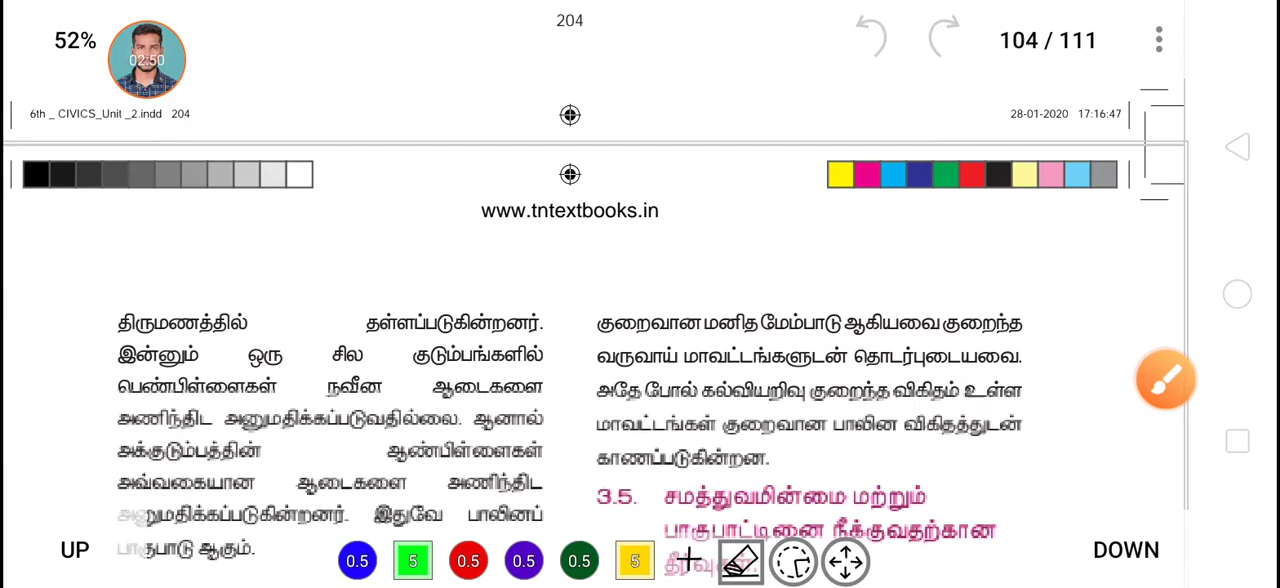 204
52%
02:50
104 / 111
6th _ CIVICS_Unit _2.indd 204
28-01-2020 17:16:47
www.tntextbooks.in
திருமணத்தில் தள்ளப்படுகின்றனர்.
இன்னும் ஒரு சில குடும்பங்களில்
பெண்பிள்ளைகள் நவீன ஆடைகளை
அணிந்திட அனுமதிக்கப்படுவதில்லை. ஆனால்
அக்குடும்பத்தின் ஆண்பிள்ளைகள்
அவ்வகையான ஆடைகளை அணிந்திட
அனுமதிக்கப்படுகின்றனர். இதுவே பாலினப்
பாகுபாடு ஆகும்.
குறைவான மனித மேம்பாடு ஆகியவை குறைந்த
வருவாய் மாவட்டங்களுடன் தொடர்புடையவை.
அதே போல் கல்வியறிவு குறைந்த விகிதம் உள்ள
மாவட்டங்கள் குறைவான பாலின விகிதத்துடன்
காணப்படுகின்றன.
3.5. சமத்துவமின்மை மற்றும்
பாகுபாட்டினை நீக்குவதற்கான
தீர்வுகள்.
UP
0.5 5 0.5 0.5 0.5 5
DOWN